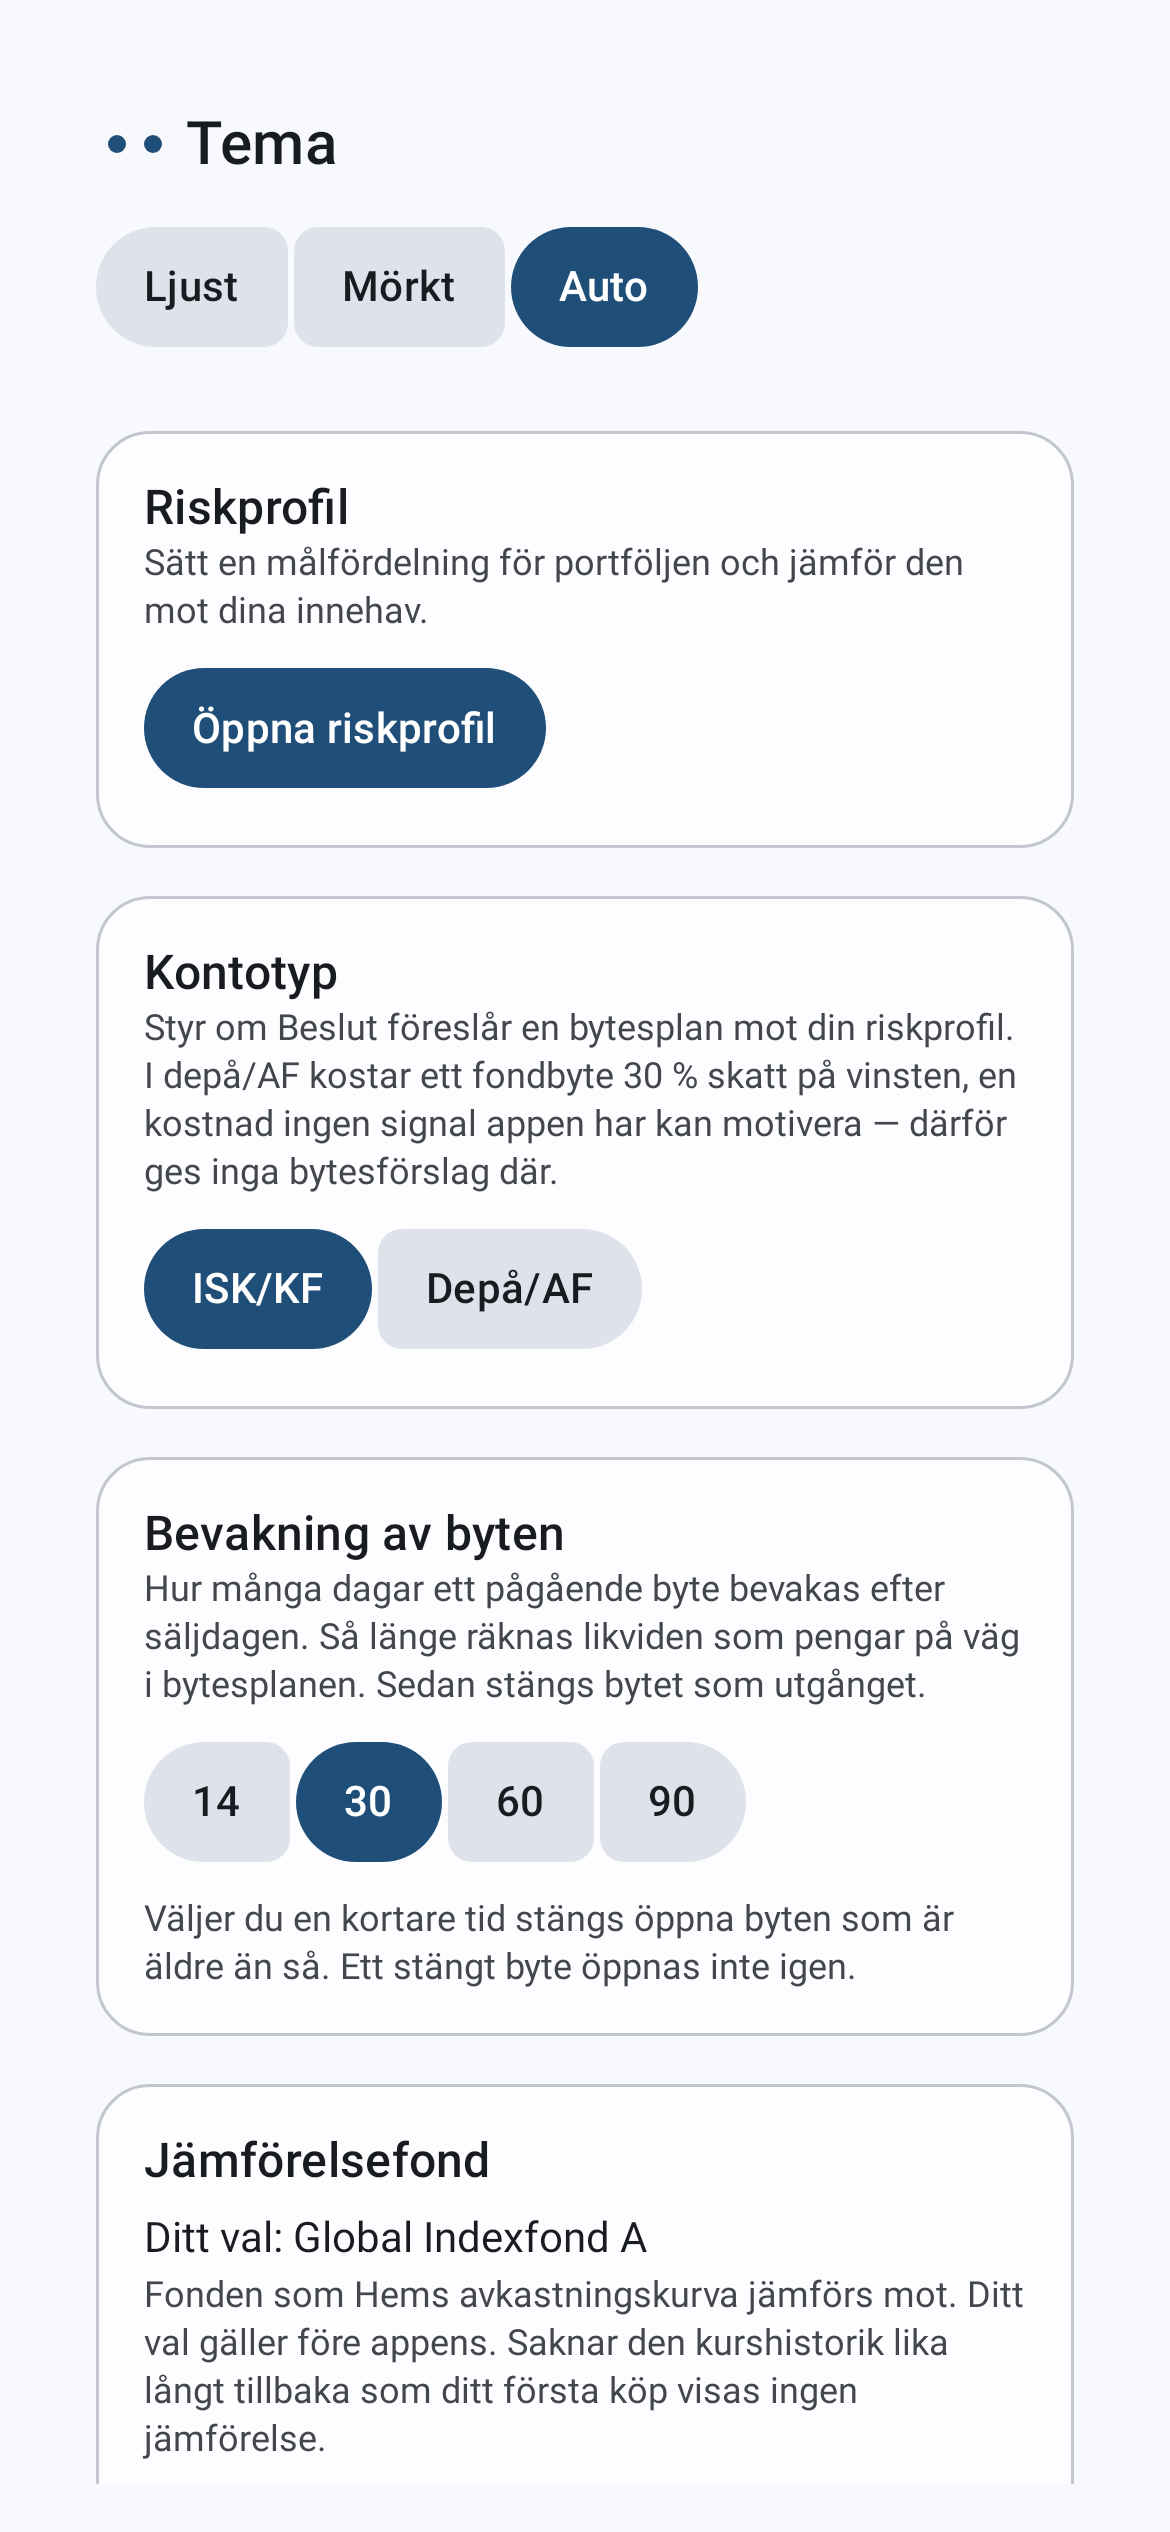 Tema
Ljust Mörkt Auto
Riskprofil
Sätt en målfördelning för portföljen och jämför den
mot dina innehav.
Öppna riskprofil
Kontotyp
Styr om Beslut föreslår en bytesplan mot din riskprofil.
I depå/AF kostar ett fondbyte 30 % skatt på vinsten, en
kostnad ingen signal appen har kan motivera — därför
ges inga bytesförslag där.
ISK/KF Depå/AF
Bevakning av byten
Hur många dagar ett pågående byte bevakas efter
säljdagen. Så länge räknas likviden som pengar på väg
i bytesplanen. Sedan stängs bytet som utgånget.
14 30 60 90
Väljer du en kortare tid stängs öppna byten som är
äldre än så. Ett stängt byte öppnas inte igen.
Jämförelsefond
Ditt val: Global Indexfond A
Fonden som Hems avkastningskurva jämförs mot. Ditt
val gäller före appens. Saknar den kurshistorik lika
långt tillbaka som ditt första köp visas ingen
jämförelse.